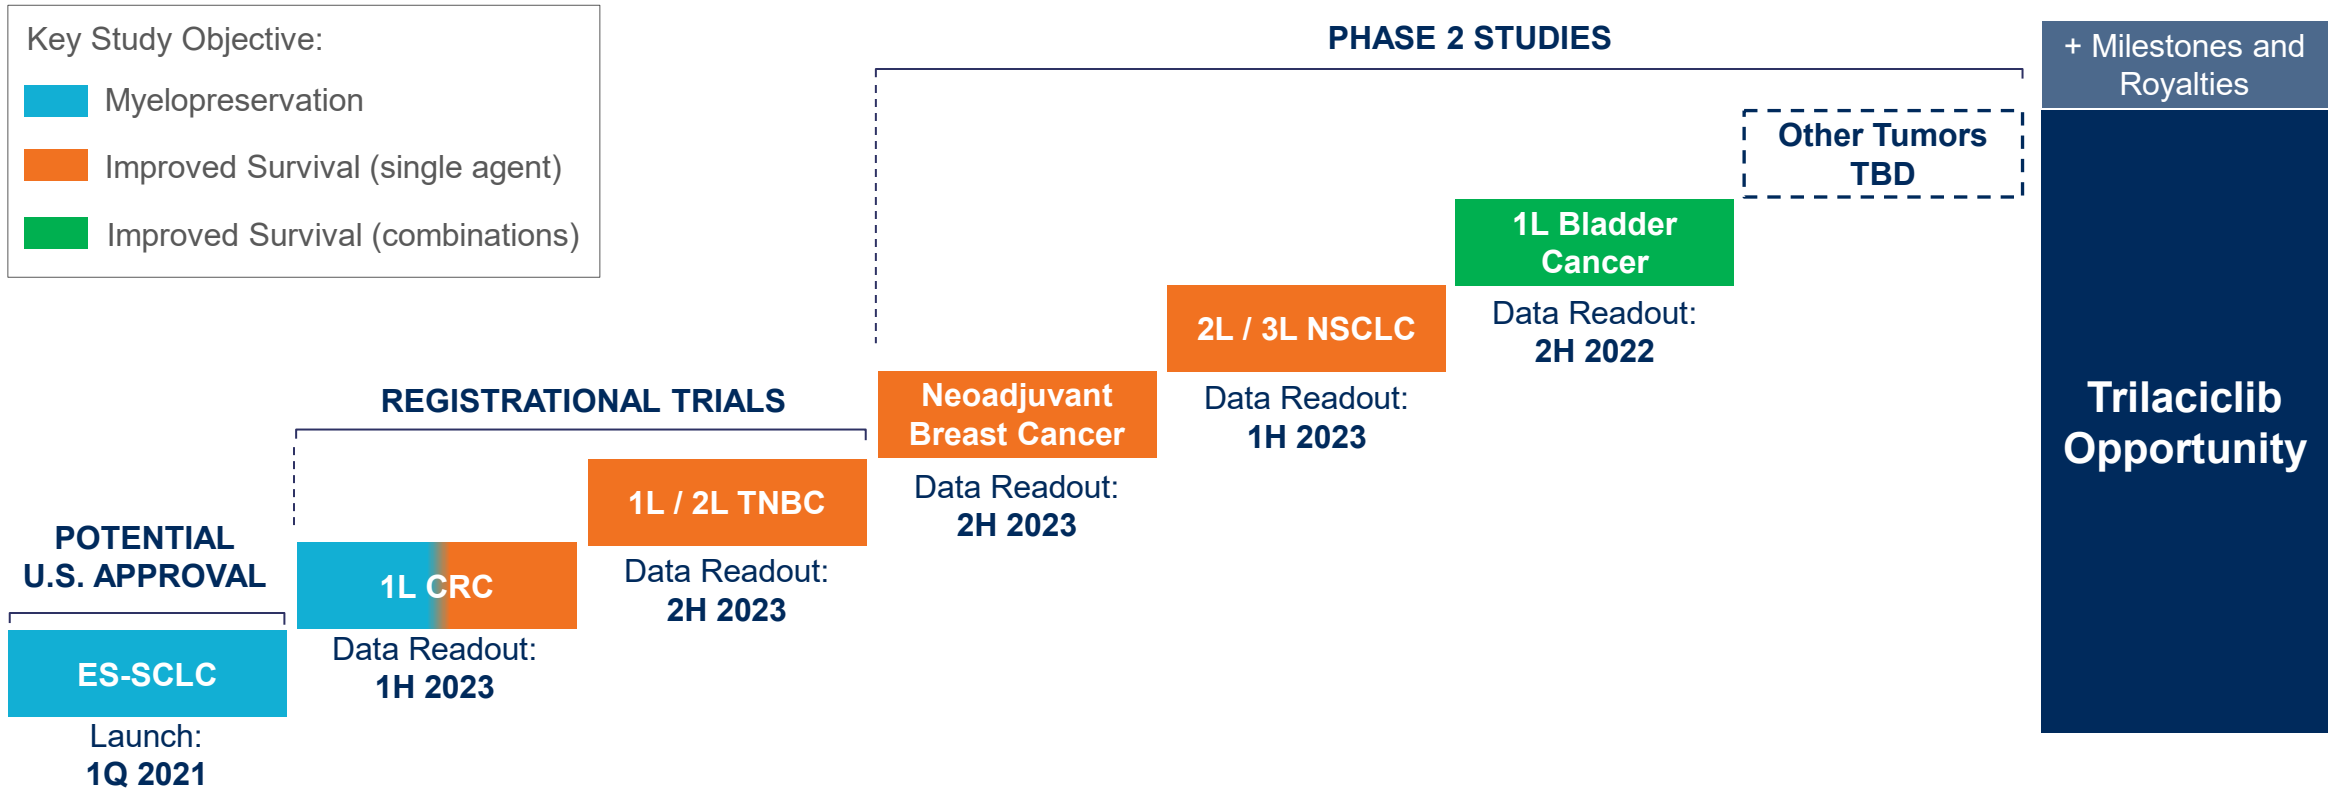 Key Study Objective:
Myelopreservation
Improved Survival (single agent)
Improved Survival (combinations)
POTENTIAL
U.S. APPROVAL
ES-SCLC
Launch:
1Q 2021
REGISTRATIONAL TRIALS
1L CRC
Data Readout:
1H 2023
1L / 2L TNBC
Data Readout:
2H 2023
PHASE 2 STUDIES
Neoadjuvant
Breast Cancer
Data Readout:
2H 2023
2L / 3L NSCLC
Data Readout:
1H 2023
1L Bladder
Cancer
Data Readout:
2H 2022
Other Tumors
TBD
+ Milestones and
Royalties
Trilaciclib
Opportunity